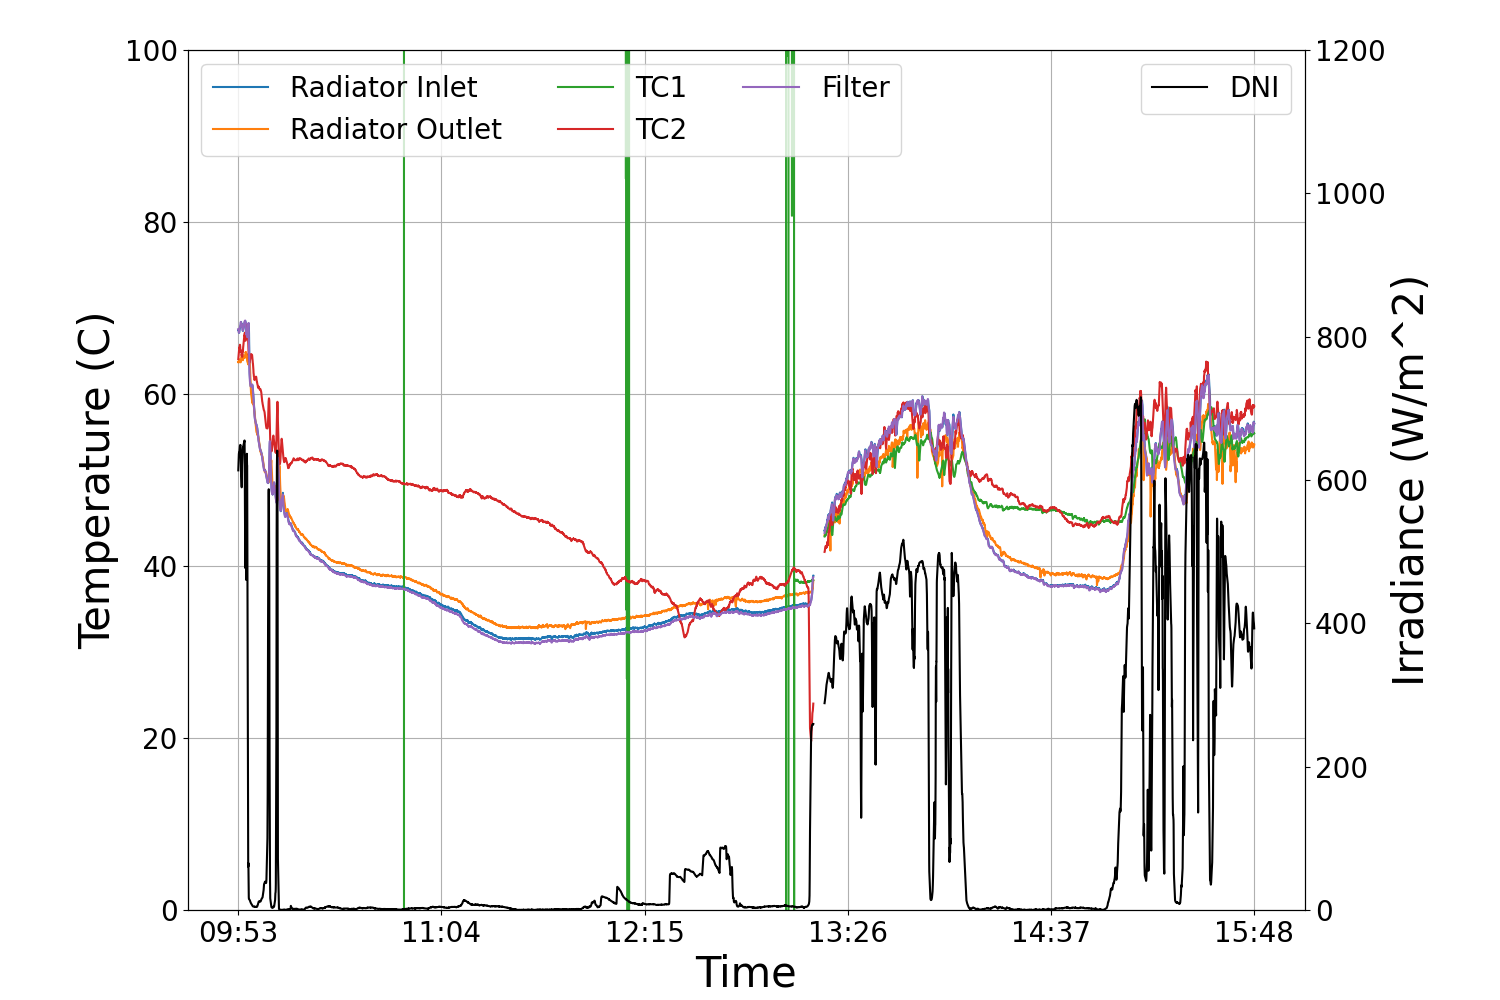 100
80
60
40
20
0
Temperature (C)
Radiator Inlet
Radiator Outlet
TC1
TC2
Filter
DNI
1200
1000
800
600
400
200
0
Irradiance (W/m^2)
09:53
11:04
12:15
13:26
14:37
15:48
Time